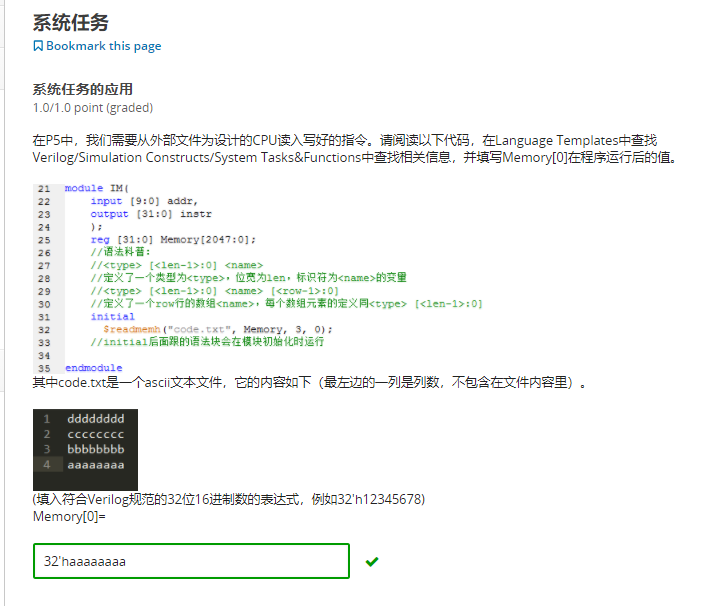 系统任务
Bookmark this page
系统任务的应用
1.0/1.0 point (graded)
在P5中，我们需要从外部文件为设计的CPU读入写好的指令。请阅读以下代码，在Language Templates中查找
Verilog/Simulation Constructs/System Tasks&Functions中查找相关信息，并填写Memory[0]在程序运行后的值。
21 module IM(
22 input [9:0] addr,
23 output [31:0] instr
24 );
25 reg [31:0] Memory[2047:0];
26 //语法科普：
27 //<type> [<len-1>:0] <name>
28 //定义了一个类型为<type>，位宽为len，标识符为<name>的变量
29 //<type> [<len-1>:0] <name> [<row-1>:0]
30 //定义了一个row行的数组<name>，每个数组元素的定义同<type> [<len-1>:0]
31 initial
32 $readmemh("code.txt", Memory, 3, 0);
33 //initial后面跟的语法块会在模块初始化时运行
34
35 endmodule
其中code.txt是一个ascii文本文件，它的内容如下（最左边的一列是列数，不包含在文件内容里）。
1 dddddddd
2 cccccccc
3 bbbbbbbb
4 aaaaaaaa
(填入符合Verilog规范的32位16进制数的表达式，例如32'h12345678)
Memory[0]=
32'haaaaaaaa